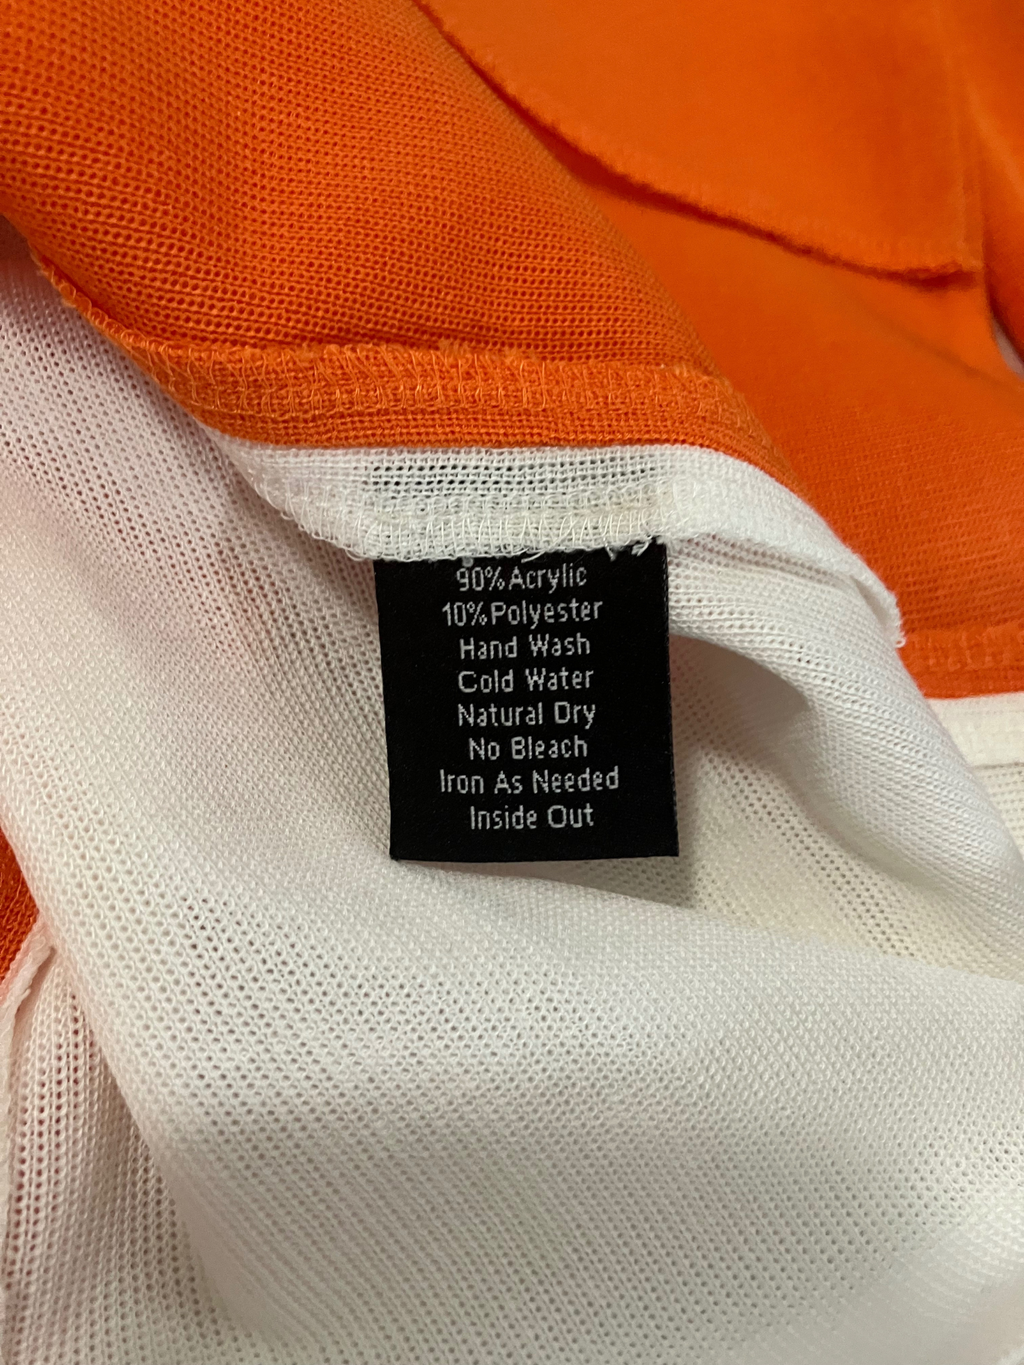 90%Acrylic
10%Polyester
Hand Wash
Cold Water
Natural Dry
No Bleach
Iron As Needed
Inside Out